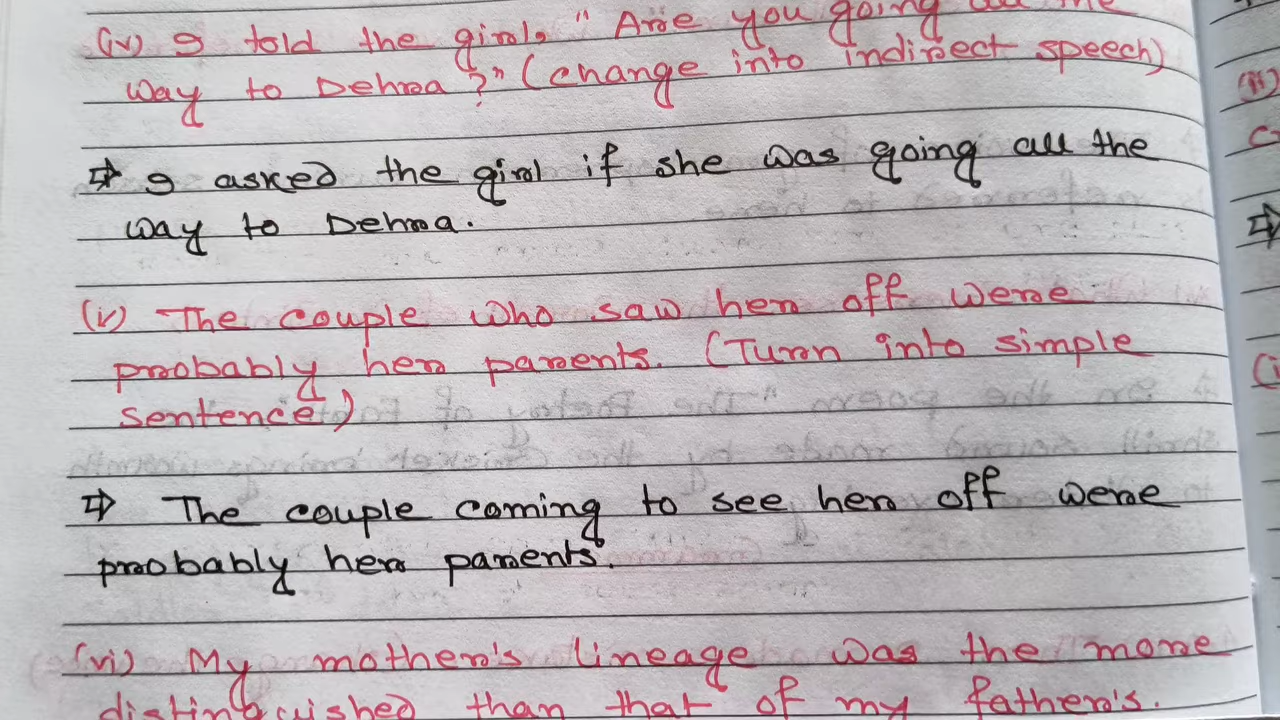 (iv) I told the girl, "Are you going all the
way to Dehra?" (change into indirect speech)
⇒ I asked the girl if she was going all the
way to Dehra.
(v) The couple who saw her off were
probably her parents. (Turn into simple
sentence)
⇒ The couple coming to see her off were
probably her parents.
(vi) My mother's lineage was the more
distinguished than that of my father's.